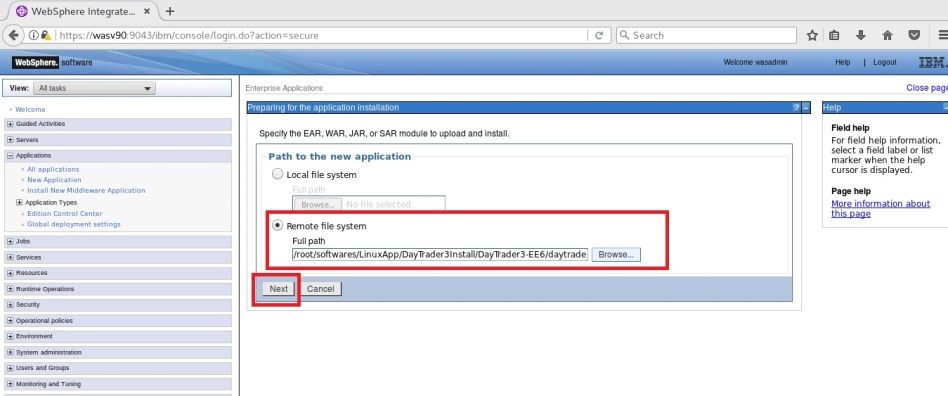 WebSphere Integrate...
https://wasv90:9043/ibm/console/login.do?action=secure
Search
WebSphere. software
Welcome wasadmin
Help | Logout
IBM.
View: All tasks
Enterprise Applications
Close page
Welcome
Guided Activities
Servers
Applications
All applications
New Application
Install New Middleware Application
Application Types
Edition Control Center
Global deployment settings
Jobs
Services
Resources
Runtime Operations
Security
Operational policies
Environment
System administration
Users and Groups
Monitoring and Tuning
Preparing for the application installation
? -
Specify the EAR, WAR, JAR, or SAR module to upload and install.
Path to the new application
Local file system
Full path
Browse... No file selected.
Remote file system
Full path
/root/softwares/LinuxApp/DayTrader3Install/DayTrader3-EE6/daytrade
Browse...
Next
Cancel
Help
Field help
For field help information,
select a field label or list
marker when the help
cursor is displayed.
Page help
More information about
this page